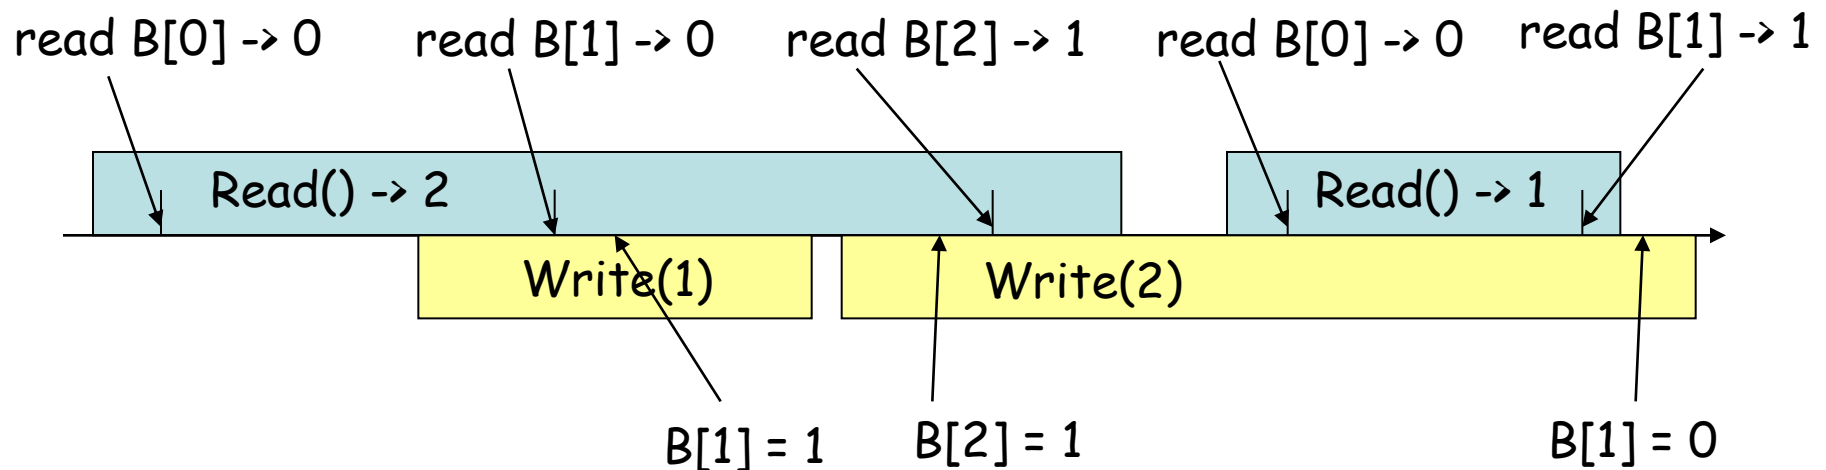 read B[0] -> 0 read B[1] -> 0 read B[2] -> 1 read B[0] -> 0 read B[1] -> 1
Read() -> 2 Read() -> 1
Write(1) Write(2)
B[1] = 1 B[2] = 1 B[1] = 0